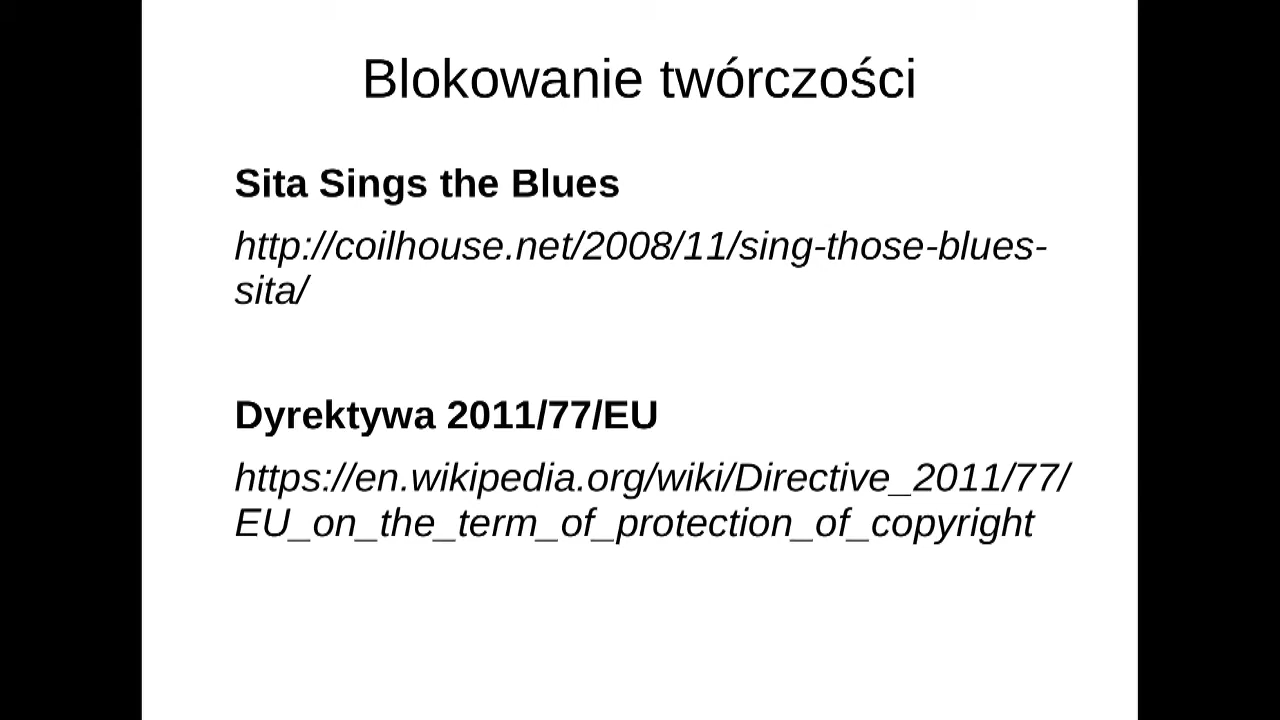 Blokowanie twórczości
Sita Sings the Blues
http://coilhouse.net/2008/11/sing-those-blues-
sita/
Dyrektywa 2011/77/EU
https://en.wikipedia.org/wiki/Directive_2011/77/
EU_on_the_term_of_protection_of_copyright